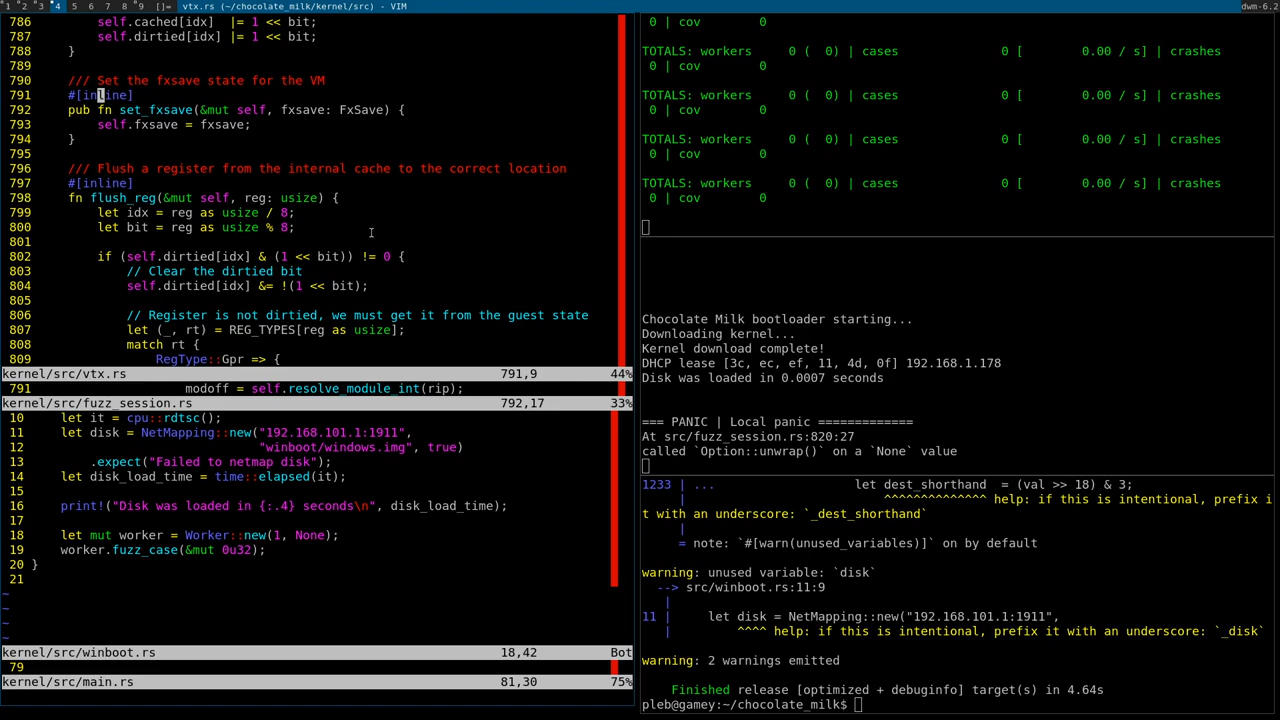 1 2 3 4 5 6 7 8 9 []= vtx.rs (~/chocolate_milk/kernel/src) - VIM dwm-6.2
786 self.cached[idx] |= 1 << bit;
787 self.dirtied[idx] |= 1 << bit;
788 }
789
790 /// Set the fxsave state for the VM
791 #[inline]
792 pub fn set_fxsave(&mut self, fxsave: FxSave) {
793 self.fxsave = fxsave;
794 }
795
796 /// Flush a register from the internal cache to the correct location
797 #[inline]
798 fn flush_reg(&mut self, reg: usize) {
799 let idx = reg as usize / 8;
800 let bit = reg as usize % 8;
801
802 if (self.dirtied[idx] & (1 << bit)) != 0 {
803 // Clear the dirtied bit
804 self.dirtied[idx] &= !(1 << bit);
805
806 // Register is not dirtied, we must get it from the guest state
807 let (_, rt) = REG_TYPES[reg as usize];
808 match rt {
809 RegType::Gpr => {
kernel/src/vtx.rs 791,9 44%
791 modoff = self.resolve_module_int(rip);
kernel/src/fuzz_session.rs 792,17 33%
10 let it = cpu::rdtsc();
11 let disk = NetMapping::new("192.168.101.1:1911",
12 "winboot/windows.img", true)
13 .expect("Failed to netmap disk");
14 let disk_load_time = time::elapsed(it);
15
16 print!("Disk was loaded in {:.4} seconds\n", disk_load_time);
17
18 let mut worker = Worker::new(1, None);
19 worker.fuzz_case(&mut 0u32);
20 }
21
~
~
~
~
kernel/src/winboot.rs 18,42 Bot
79
kernel/src/main.rs 81,30 75%
0 | cov 0
TOTALS: workers 0 ( 0) | cases 0 [ 0.00 / s] | crashes
0 | cov 0
TOTALS: workers 0 ( 0) | cases 0 [ 0.00 / s] | crashes
0 | cov 0
TOTALS: workers 0 ( 0) | cases 0 [ 0.00 / s] | crashes
0 | cov 0
TOTALS: workers 0 ( 0) | cases 0 [ 0.00 / s] | crashes
0 | cov 0
Chocolate Milk bootloader starting...
Downloading kernel...
Kernel download complete!
DHCP lease [3c, ec, ef, 11, 4d, 0f] 192.168.1.178
Disk was loaded in 0.0007 seconds
=== PANIC | Local panic =============
At src/fuzz_session.rs:820:27
called `Option::unwrap()` on a `None` value
1233 | ... let dest_shorthand = (val >> 18) & 3;
| ^^^^^^^^^^^^^^ help: if this is intentional, prefix i
t with an underscore: `_dest_shorthand`
|
= note: `#[warn(unused_variables)]` on by default
warning: unused variable: `disk`
--> src/winboot.rs:11:9
|
11 | let disk = NetMapping::new("192.168.101.1:1911",
| ^^^^ help: if this is intentional, prefix it with an underscore: `_disk`
warning: 2 warnings emitted
Finished release [optimized + debuginfo] target(s) in 4.64s
pleb@gamey:~/chocolate_milk$